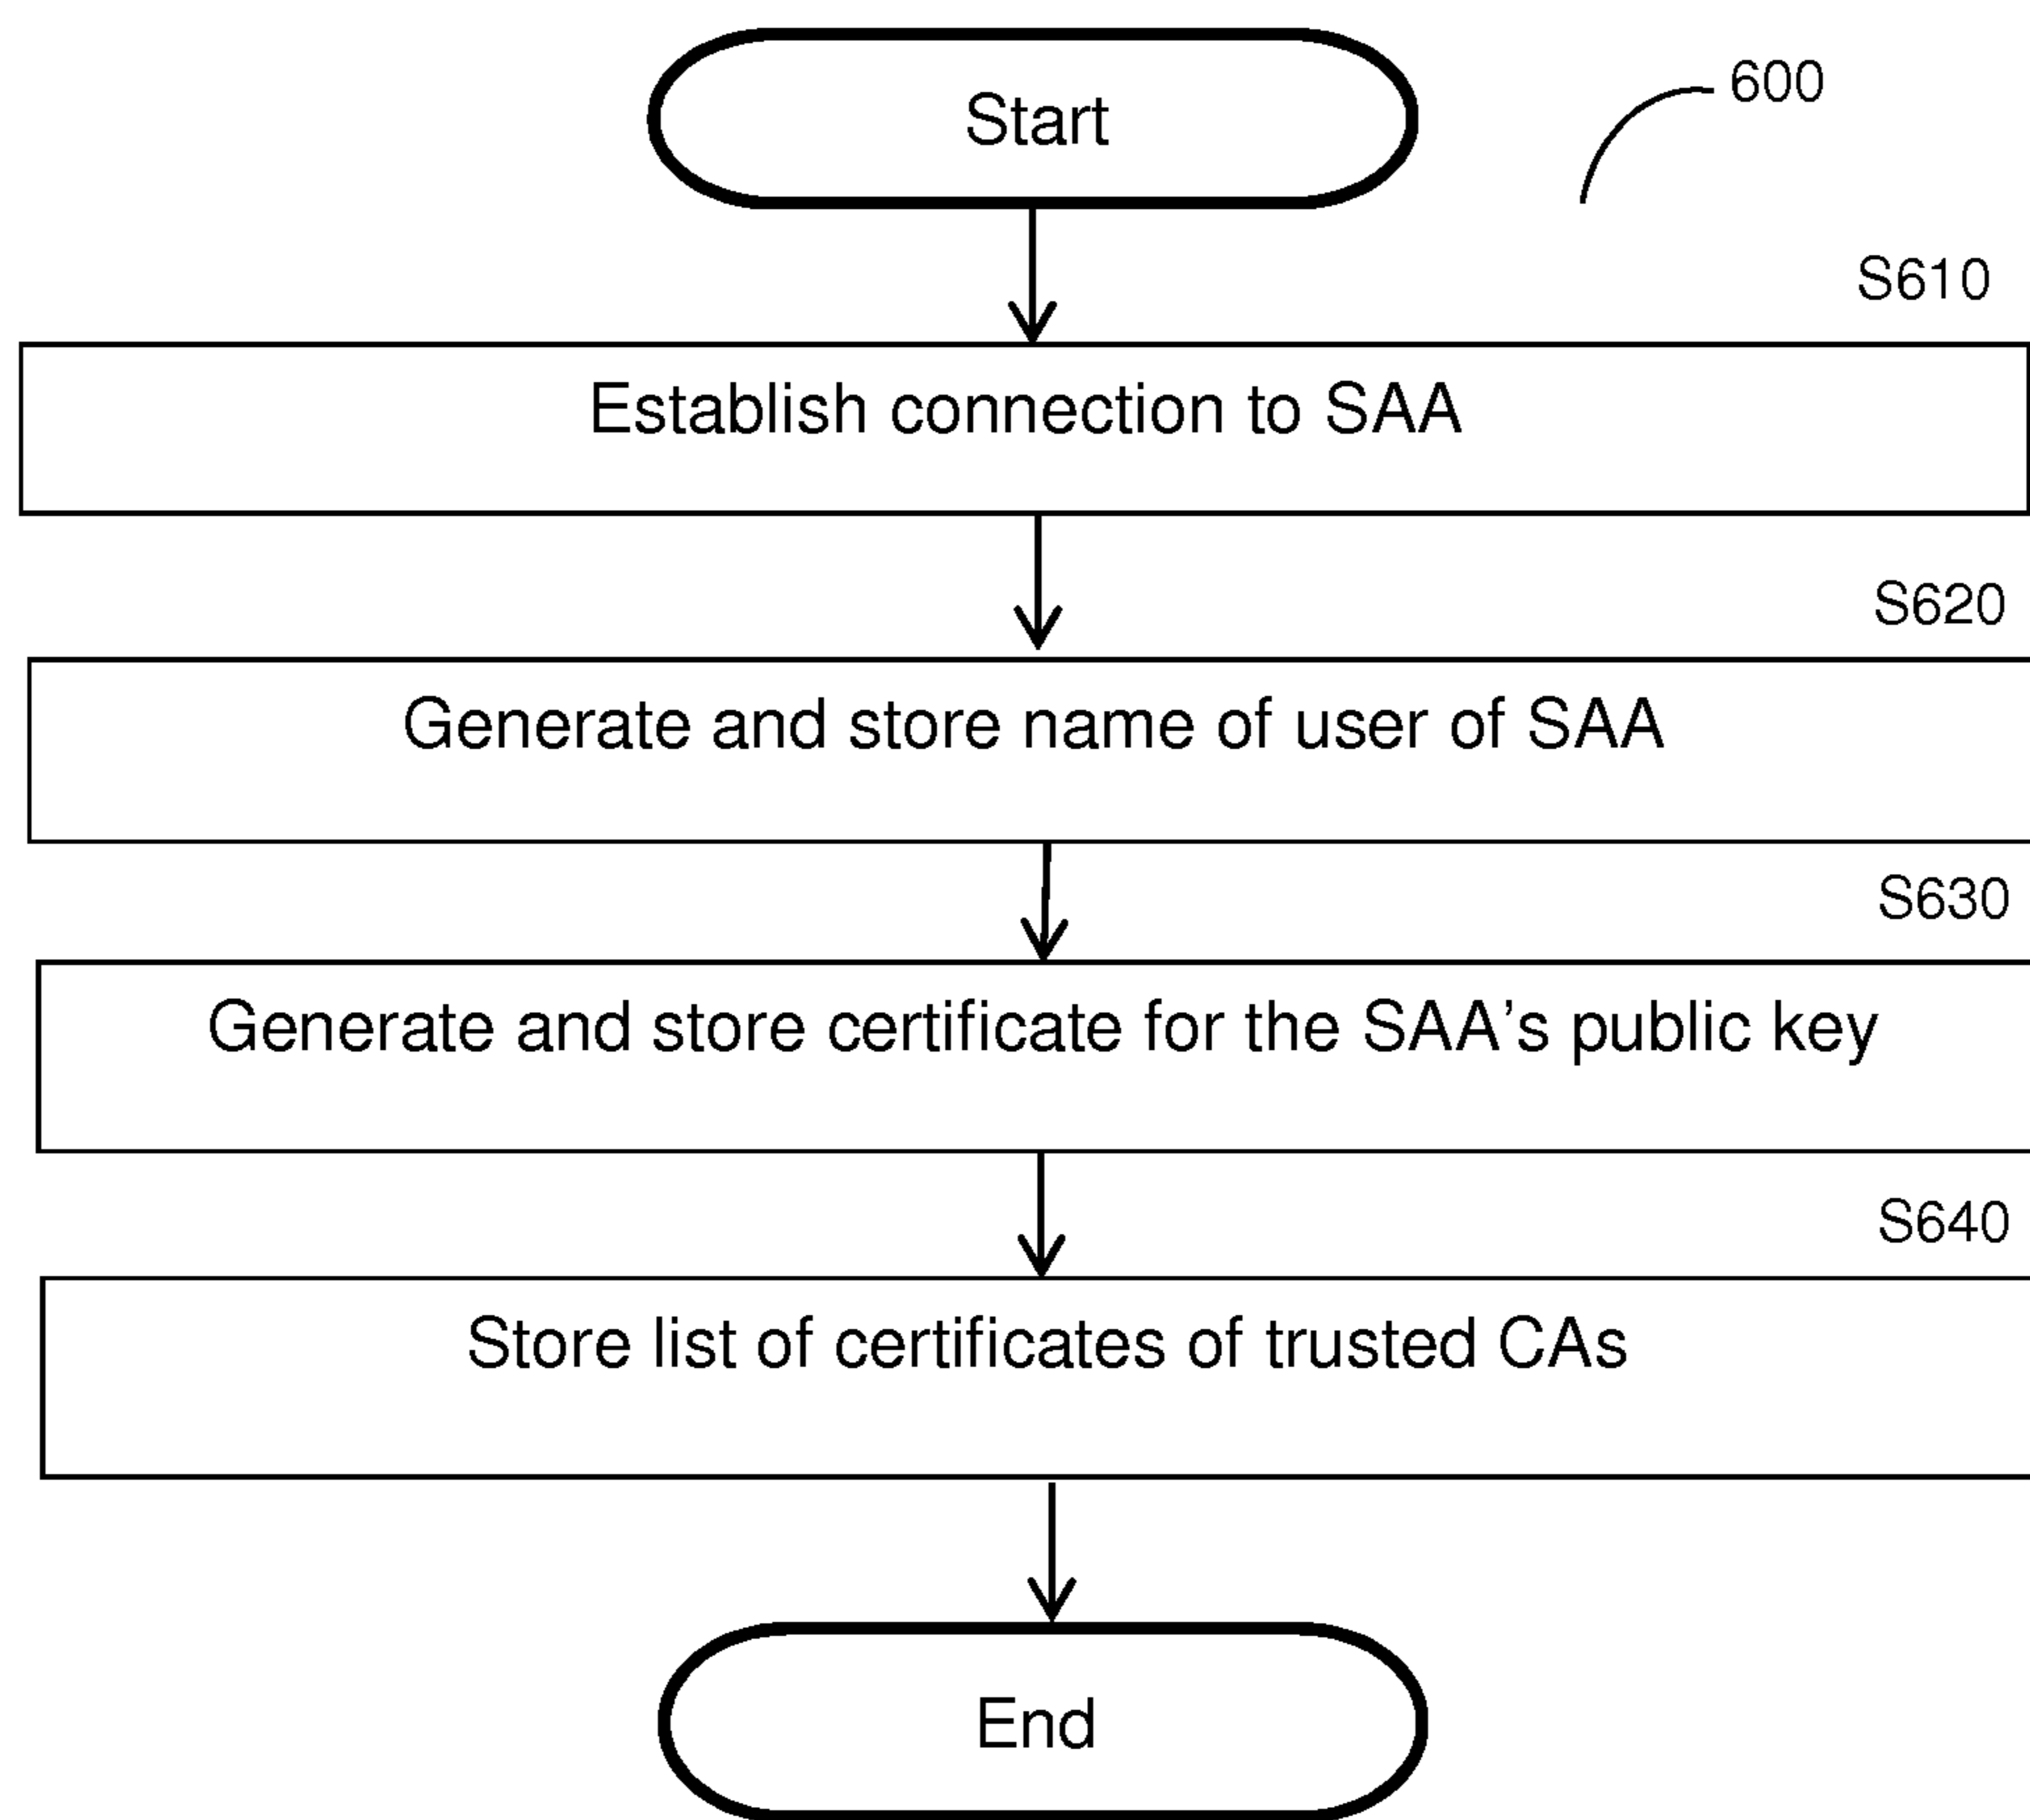 Start
600
S610
Establish connection to SAA
S620
Generate and store name of user of SAA
S630
Generate and store certificate for the SAA's public key
S640
Store list of certificates of trusted CAs
End